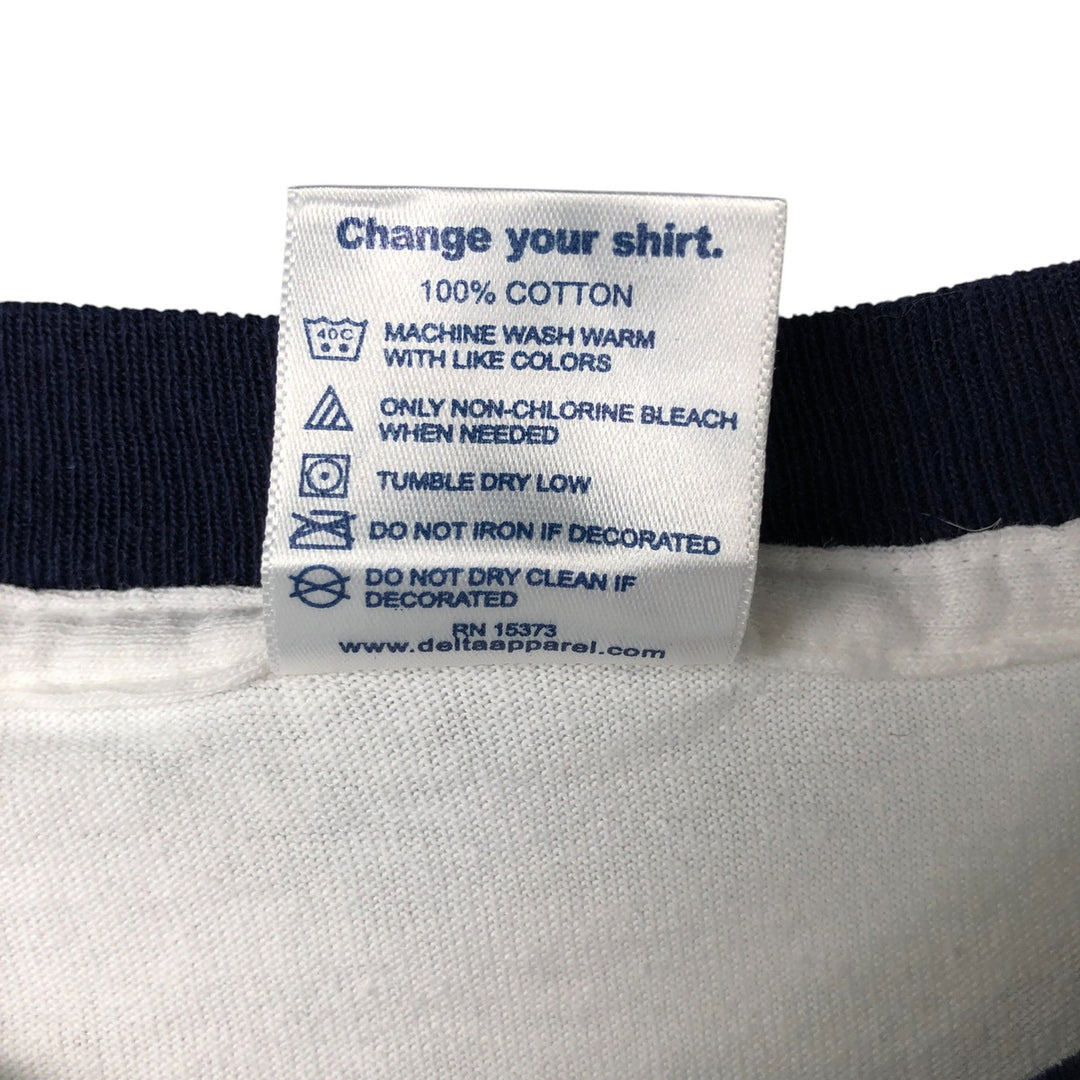 Change your shirt.
100% COTTON
40C
MACHINE WASH WARM
WITH LIKE COLORS
ONLY NON-CHLORINE BLEACH
WHEN NEEDED
TUMBLE DRY LOW
DO NOT IRON IF DECORATED
DO NOT DRY CLEAN IF
DECORATED
RN 15373
www.deltaapparel.com